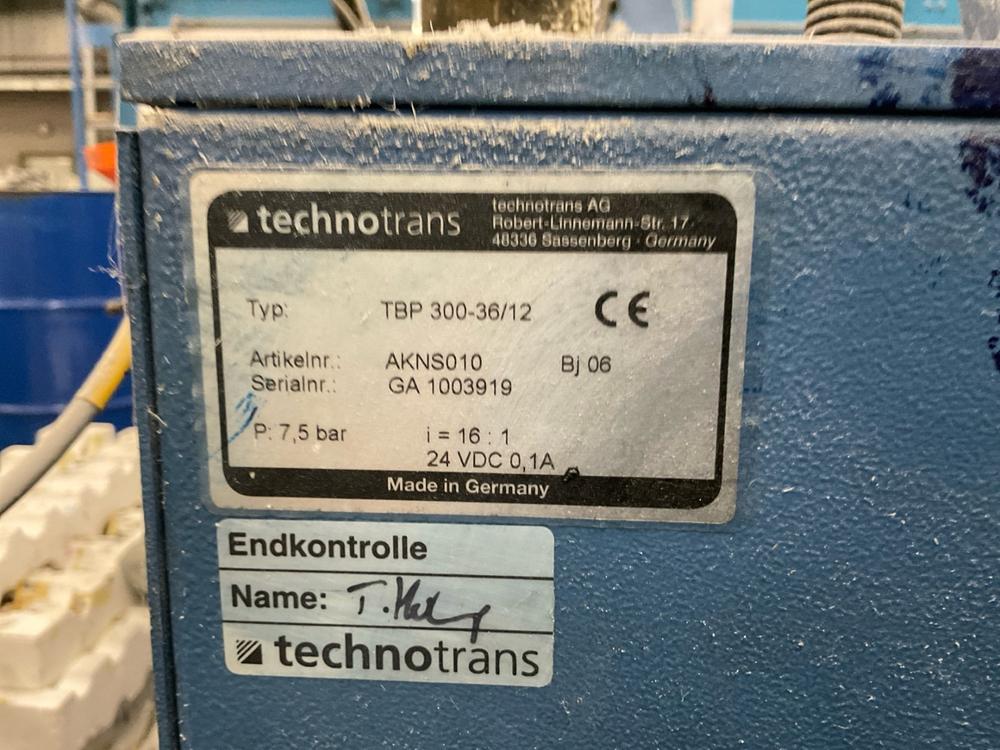 technotrans
technotrans AG
Robert-Linnemann-Str. 17
48336 Sassenberg · Germany
Typ: TBP 300-36/12 CE
Artikelnr.: AKNS010 Bj 06
Serialnr.: GA 1003919
P: 7,5 bar i = 16 : 1
24 VDC 0,1A
Made in Germany
Endkontrolle
Name: T.
technotrans